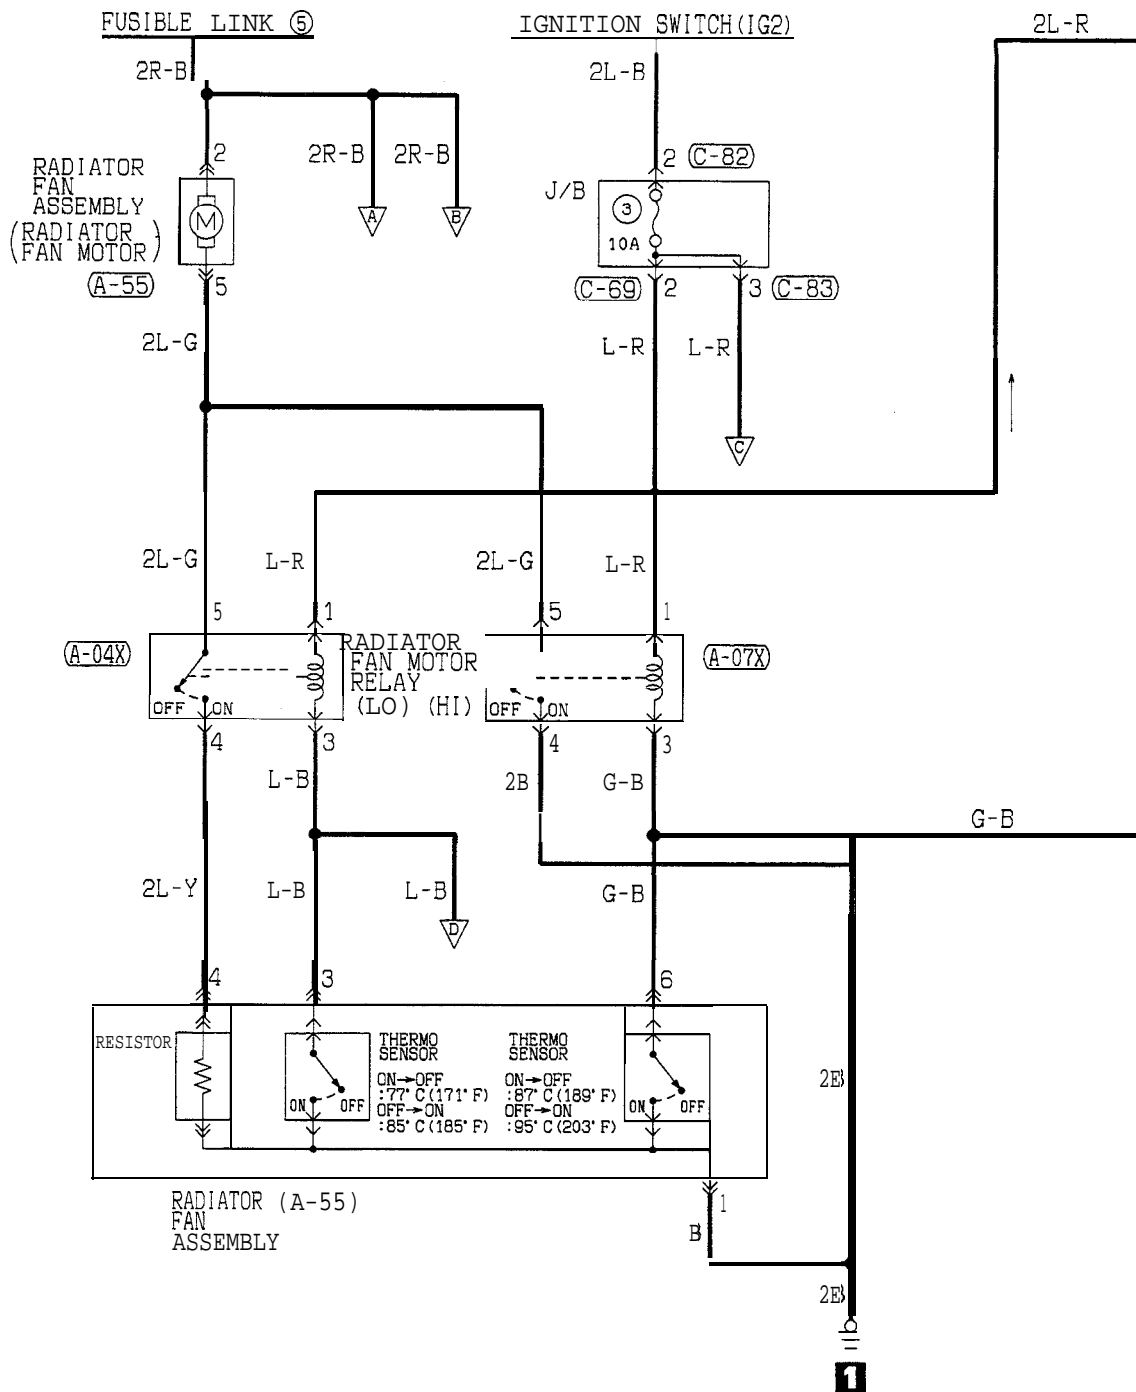 FUSIBLE LINK ⑤
IGNITION SWITCH(IG2)
2L-R
2R-B
2L-B
2
2R-B
2R-B
2
C-82
RADIATOR
FAN
ASSEMBLY
(RADIATOR
FAN MOTOR)
M
A
B
J/B
3
10A
A-55
5
C-69
2
3
C-83
2L-G
L-R
L-R
C
2L-G
L-R
2L-G
L-R
5
1
5
1
A-04X
RADIATOR
FAN MOTOR
RELAY
(LO) (HI)
A-07X
OFF
ON
OFF
ON
4
3
4
3
L-B
2B
G-B
G-B
2L-Y
L-B
L-B
G-B
D
4
3
6
RESISTOR
THERMO
SENSOR
ON→OFF
:77°C(171°F)
OFF→ON
:85°C(185°F)
ON
OFF
THERMO
SENSOR
ON→OFF
:87°C(189°F)
OFF→ON
:95°C(203°F)
ON
OFF
RADIATOR (A-55)
FAN
ASSEMBLY
1
B
1